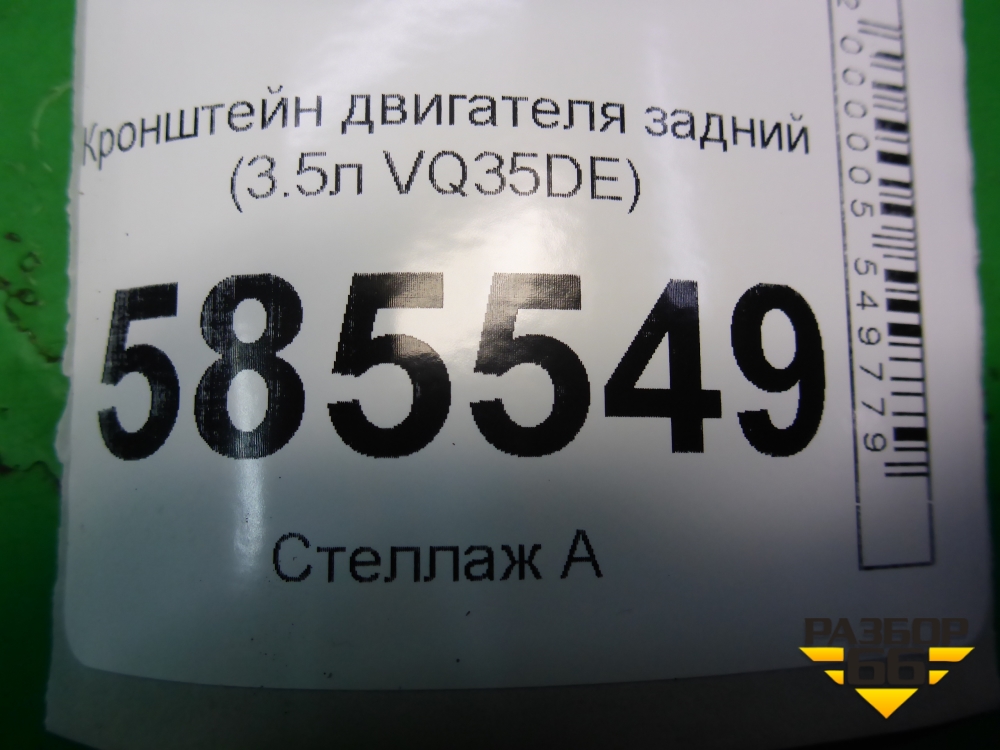 Кронштейн двигателя задний
(3.5л VQ35DE)
585549
Стеллаж А
2000005549779
РАЗБОР
66